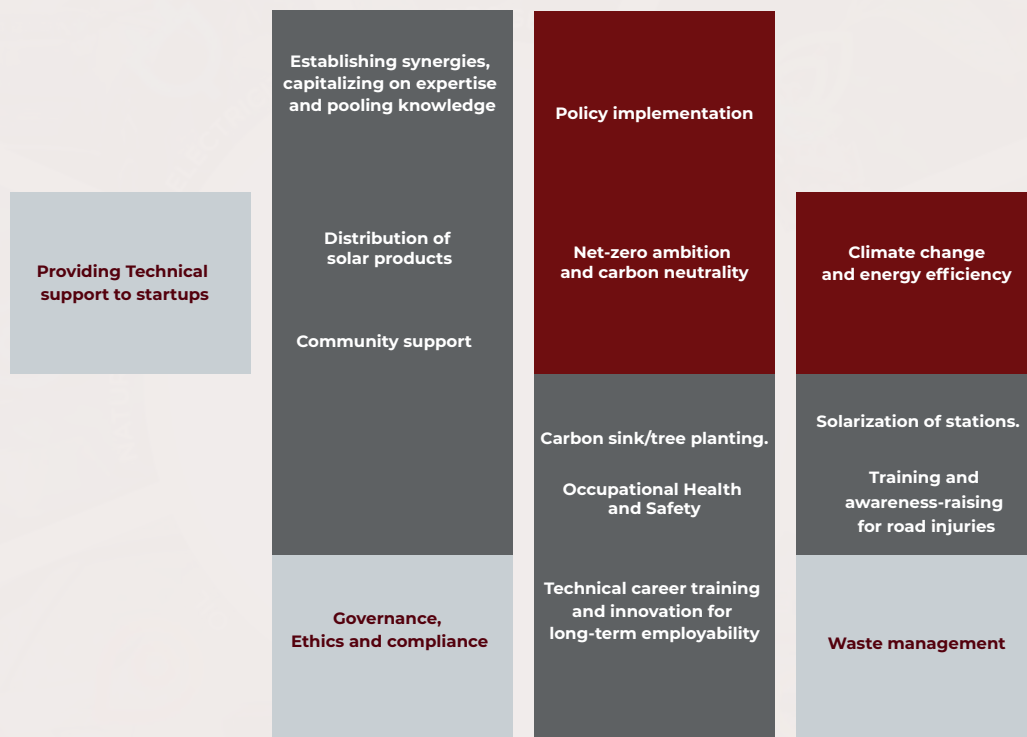 Providing Technical
support to startups
Establishing synergies,
capitalizing on expertise
and pooling knowledge
Distribution of
solar products
Community support
Governance,
Ethics and compliance
Policy implementation
Net-zero ambition
and carbon neutrality
Carbon sink/tree planting.
Occupational Health
and Safety
Technical career training
and innovation for
long-term employability
Climate change
and energy efficiency
Solarization of stations.
Training and
awareness-raising
for road injuries
Waste management